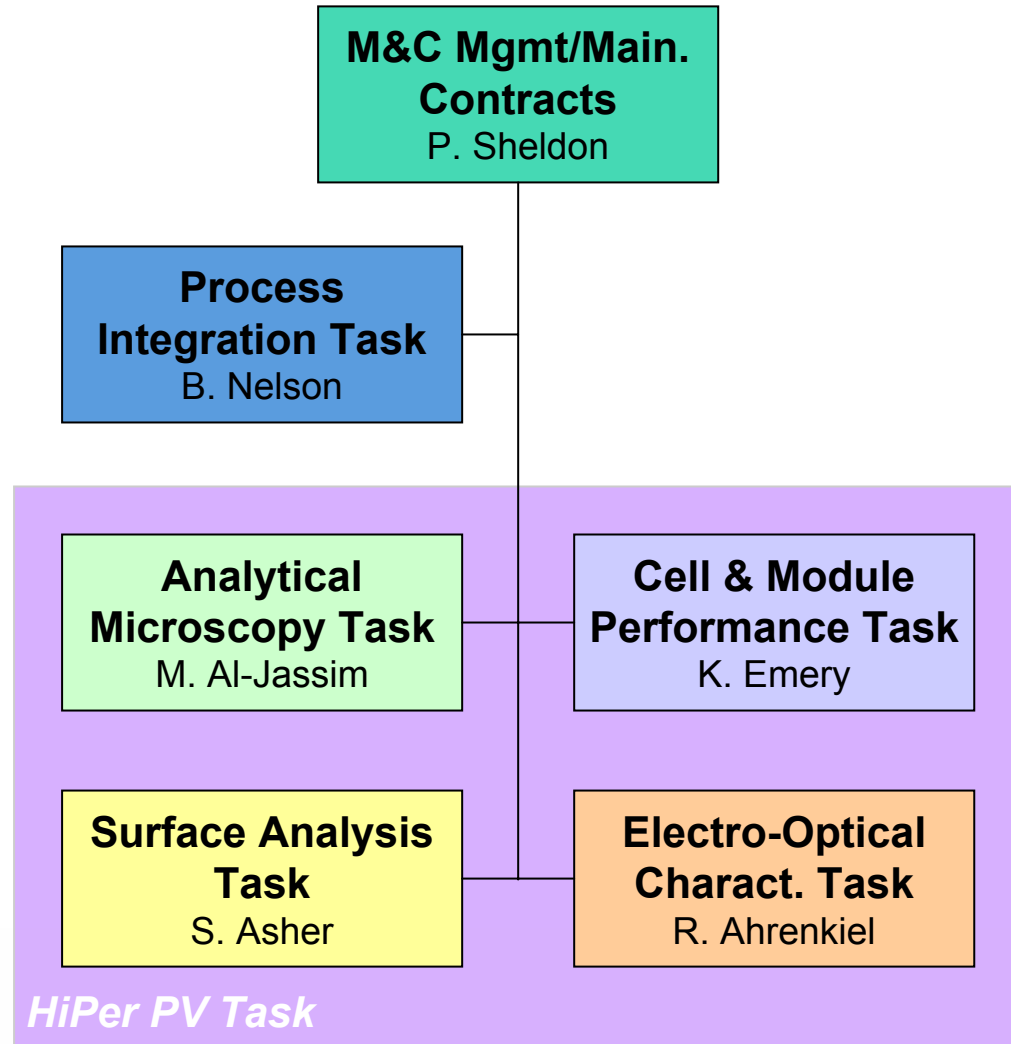 M&C Mgmt/Main.
Contracts
P. Sheldon
Process
Integration Task
B. Nelson
Analytical
Microscopy Task
M. Al-Jassim
Cell & Module
Performance Task
K. Emery
Surface Analysis
Task
S. Asher
Electro-Optical
Charact. Task
R. Ahrenkiel
HiPer PV Task